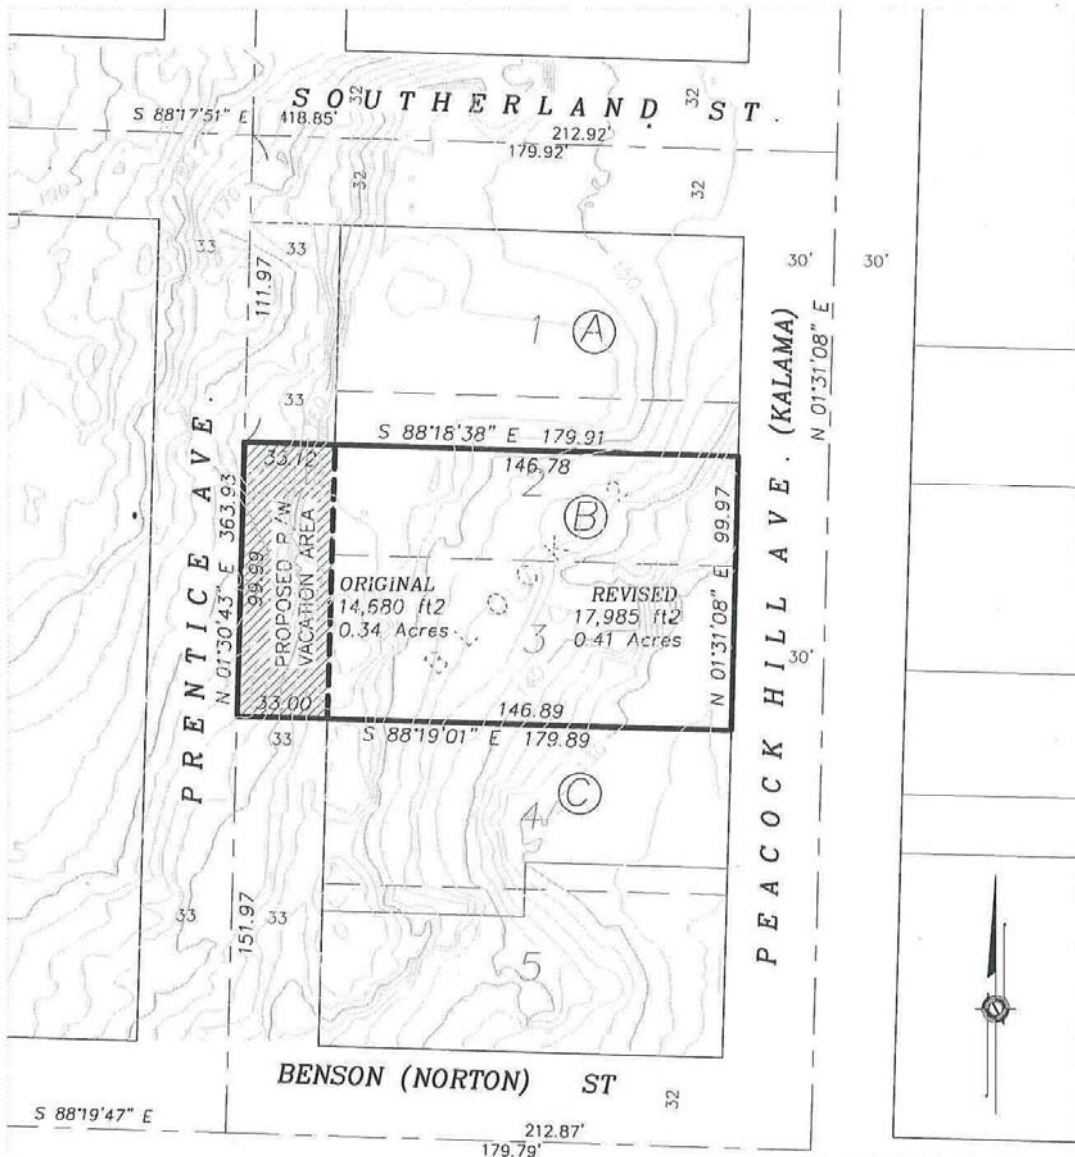 SOUTHERLAND ST.
32
32
S 88°17'51" E
418.85'
212.92'
179.92'
32
32
33
33
30'
30'
111.97
1
A
N 01°31'08" E
33
S 88°18'38" E 179.91
33.12
146.78
2
B
PRENTICE AVE.
N 01°30'43" E 363.93
99.99
PROPOSED R/W
VACATION AREA
ORIGINAL
14,680 ft2
0.34 Acres
REVISED
17,985 ft2
0.41 Acres
3
N 01°31'08" E 99.97
30'
PEACOCK HILL AVE. (KALAMA)
33.00
146.89
33
S 88°19'01" E 179.89
C
4
33
33
151.97
5
BENSON (NORTON) ST
32
S 88°19'47" E
212.87'
179.79'